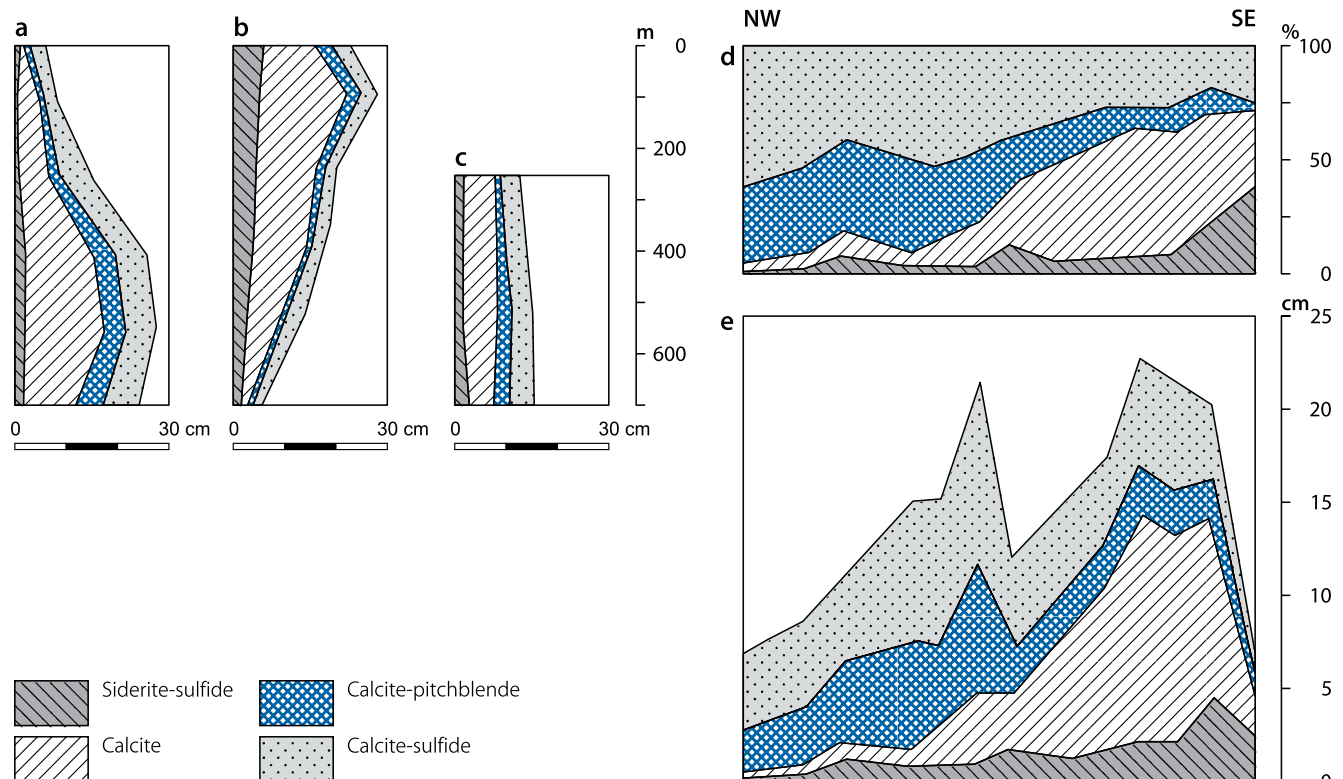 a
b
m
0
200
c
400
600
0 30 cm
0 30 cm
0 30 cm
NW SE
d
% 100
50
0
e
cm
25
20
15
10
5
0
Siderite-sulfide
Calcite-pitchblende
Calcite
Calcite-sulfide